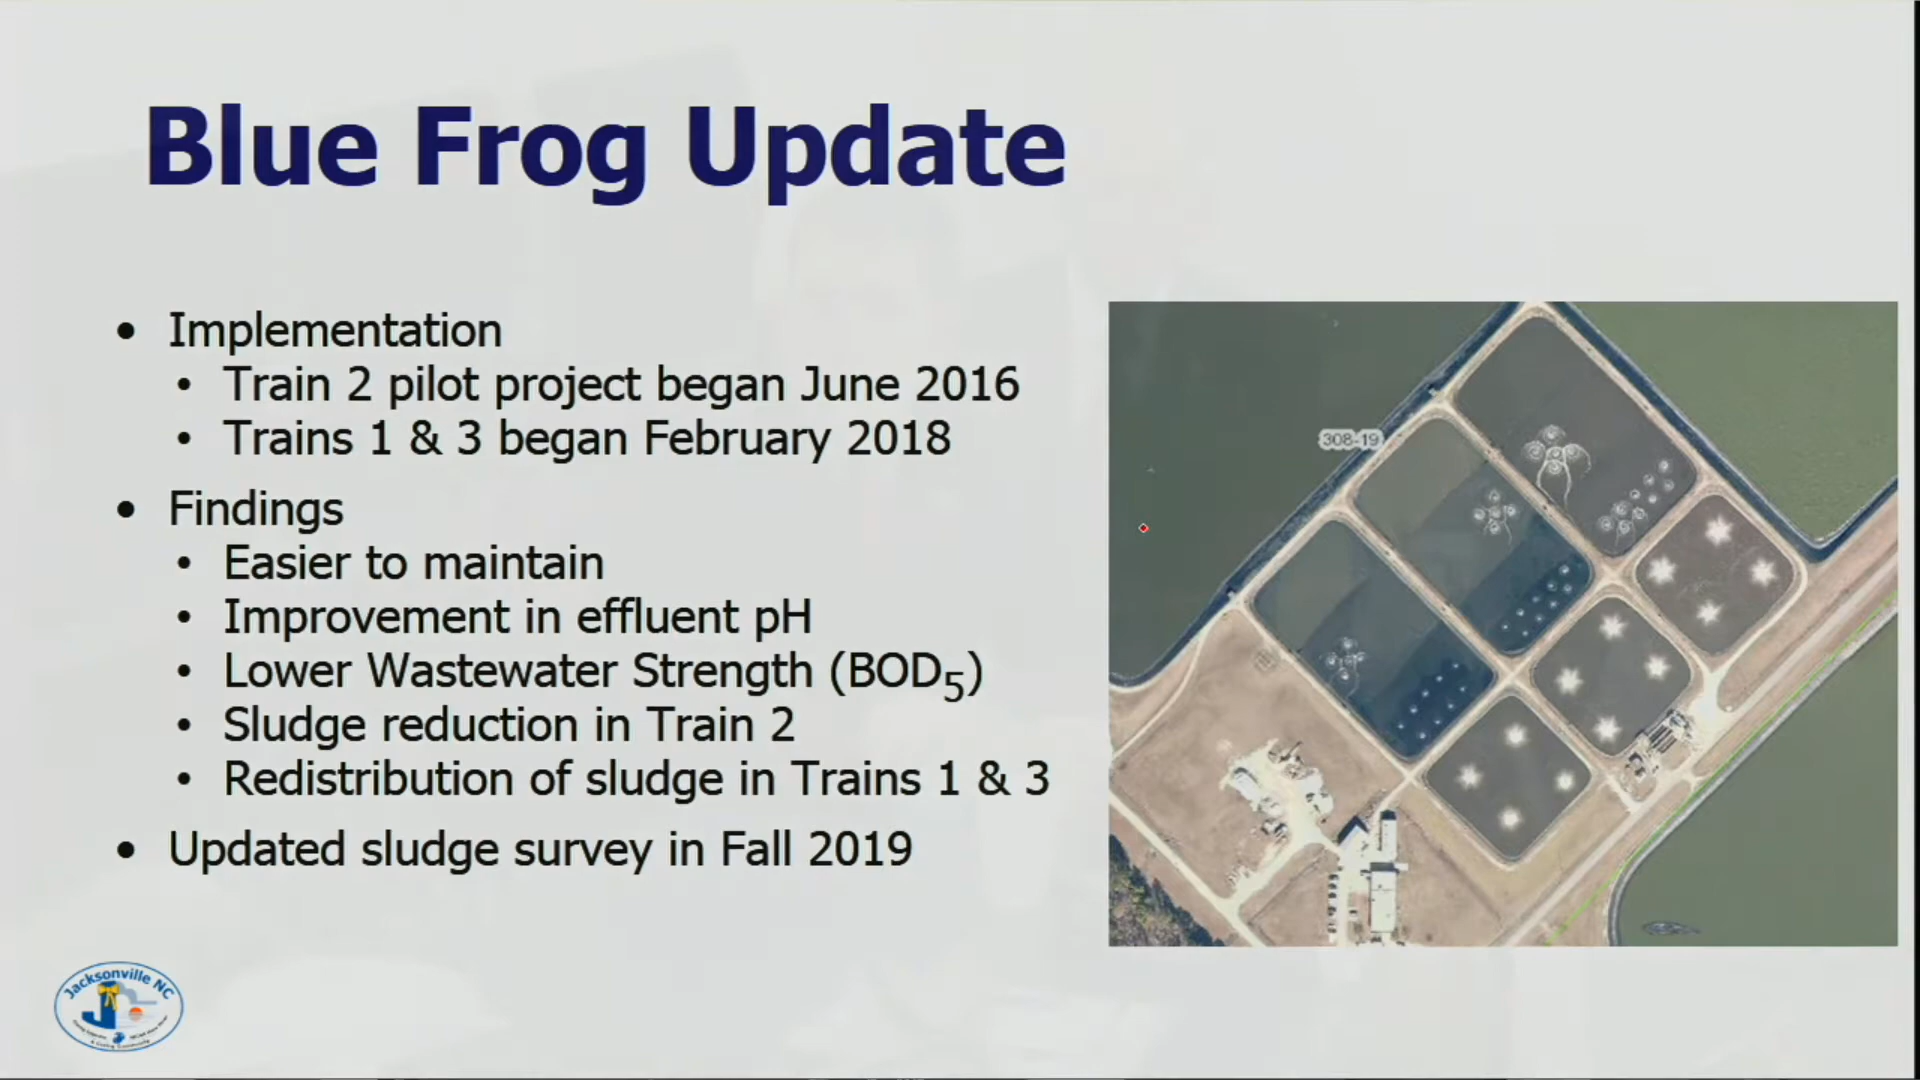 Blue Frog Update
• Implementation
• Train 2 pilot project began June 2016
• Trains 1 & 3 began February 2018
• Findings
• Easier to maintain
• Improvement in effluent pH
• Lower Wastewater Strength (BOD₅)
• Sludge reduction in Train 2
• Redistribution of sludge in Trains 1 & 3
• Updated sludge survey in Fall 2019
308-19
Jacksonville NC